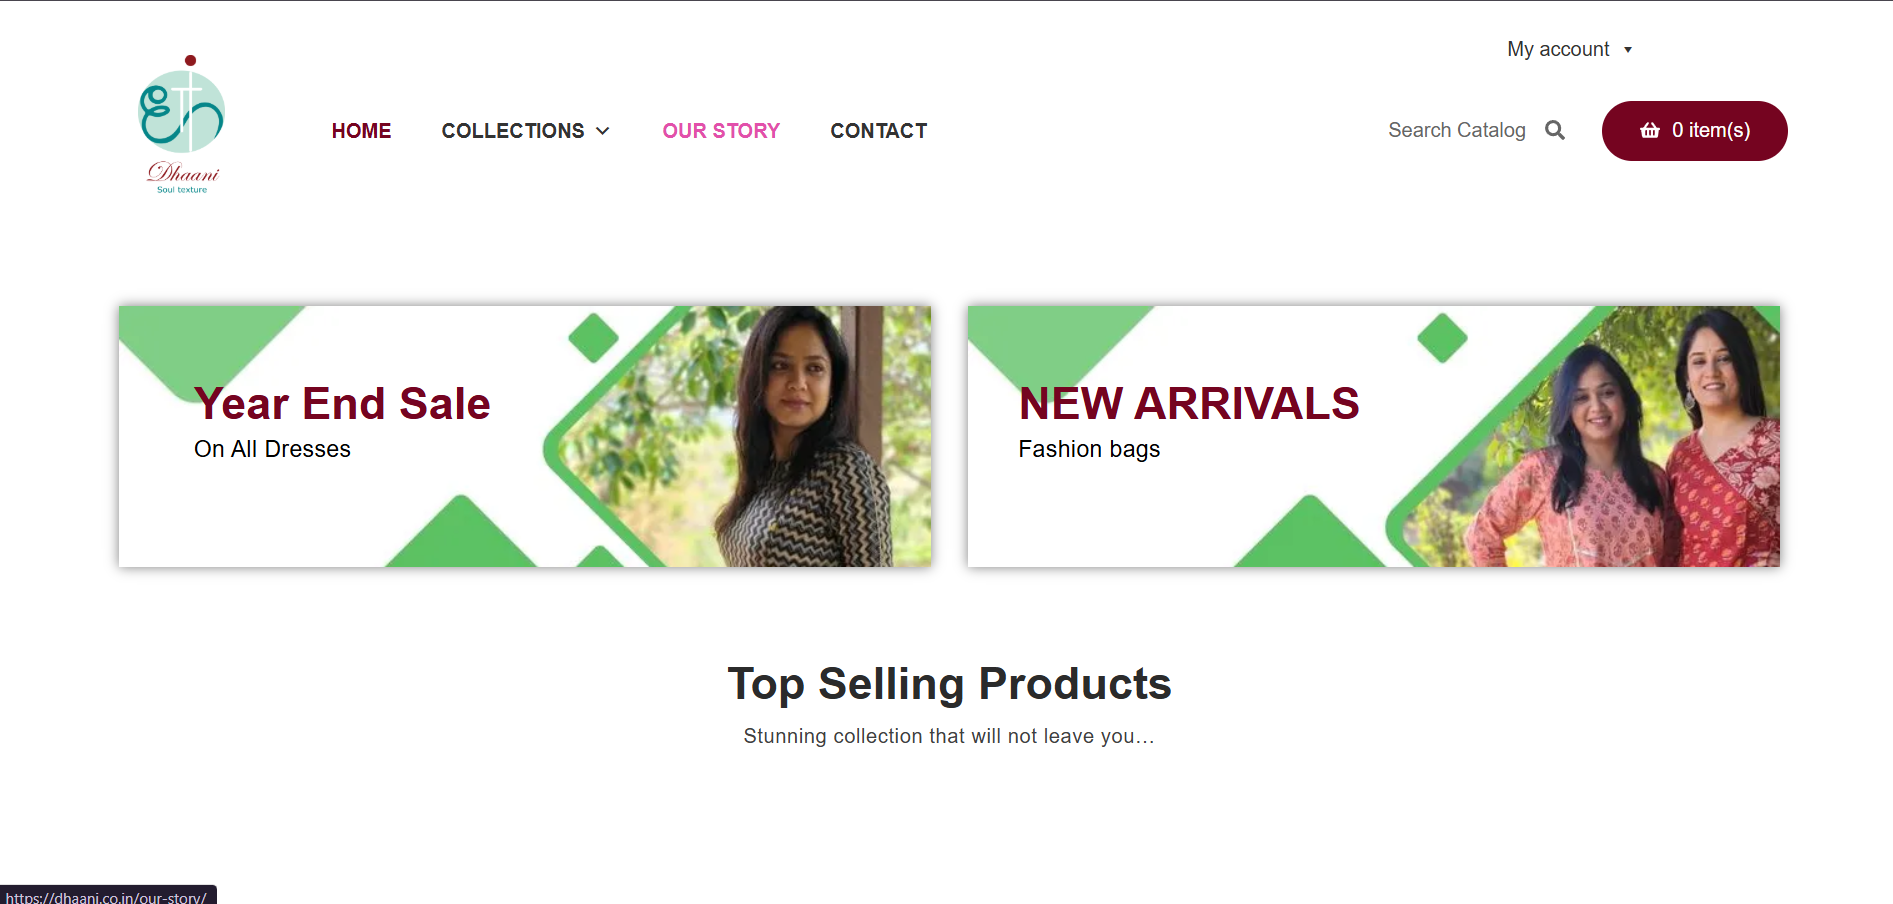 My account
HOME COLLECTIONS OUR STORY CONTACT Search Catalog 0 item(s)
Dhaani
Soul texture
Year End Sale
On All Dresses
NEW ARRIVALS
Fashion bags
Top Selling Products
Stunning collection that will not leave you...
https://dhaani.co.in/our-story/